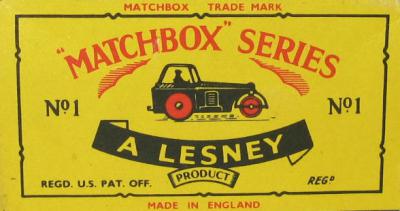 MATCHBOX TRADE MARK
"MATCHBOX" SERIES
Nº1 Nº1
A LESNEY
PRODUCT
REGD. U.S. PAT. OFF. REGᴰ
MADE IN ENGLAND